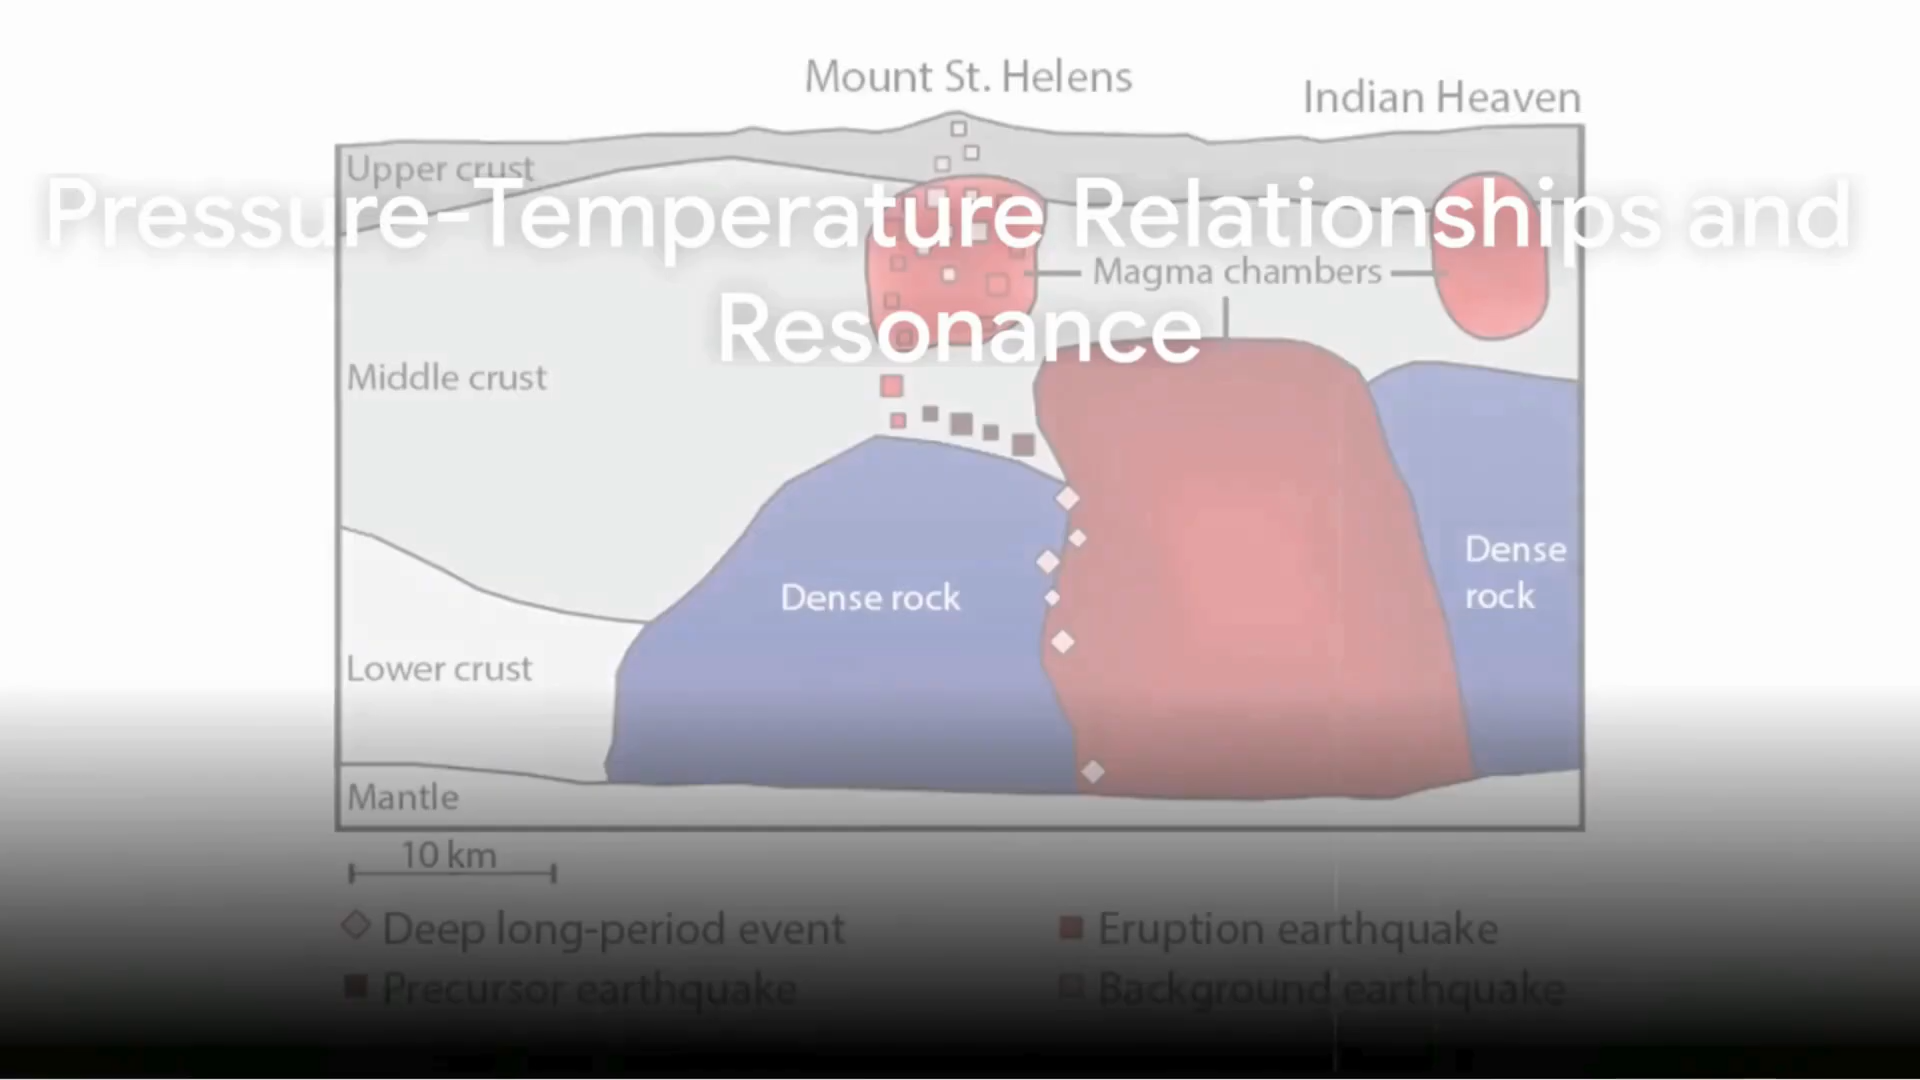 Mount St. Helens
Indian Heaven
Upper crust
Pressure-Temperature Relationships and
Resonance
Magma chambers
Middle crust
Dense rock
Dense
rock
Lower crust
Mantle
10 km
Deep long-period event
Eruption earthquake
Precursor earthquake
Background earthquake